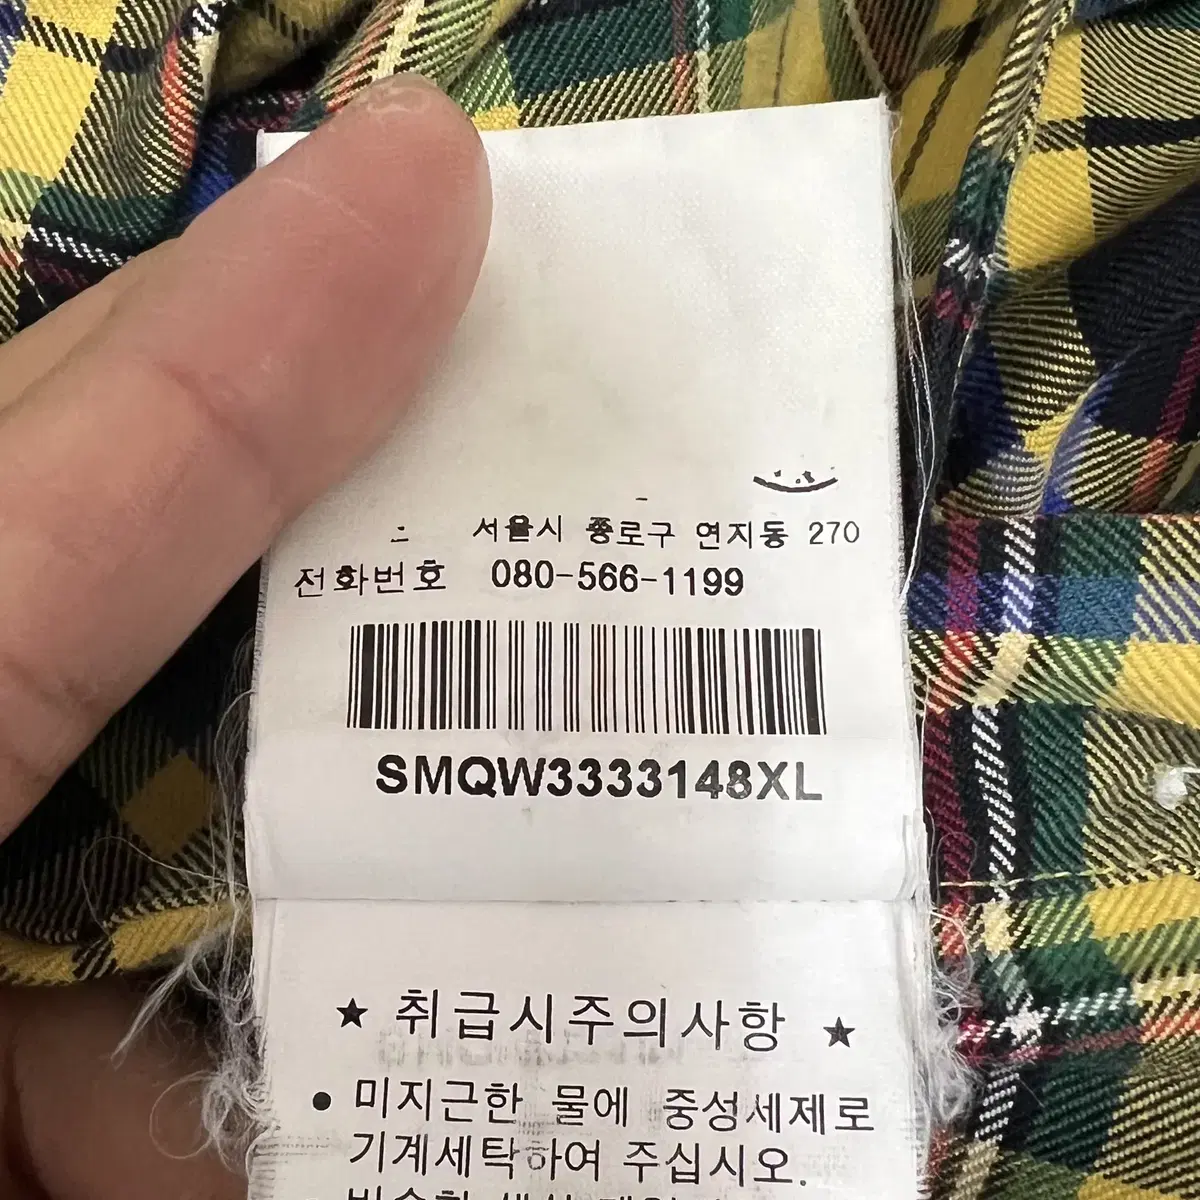 서울시 종로구 연지동 270
전화번호 080-566-1199
SMQW3333148XL
★ 취급시주의사항 ★
● 미지근한 물에 중성세제로
기계세탁하여 주십시오.